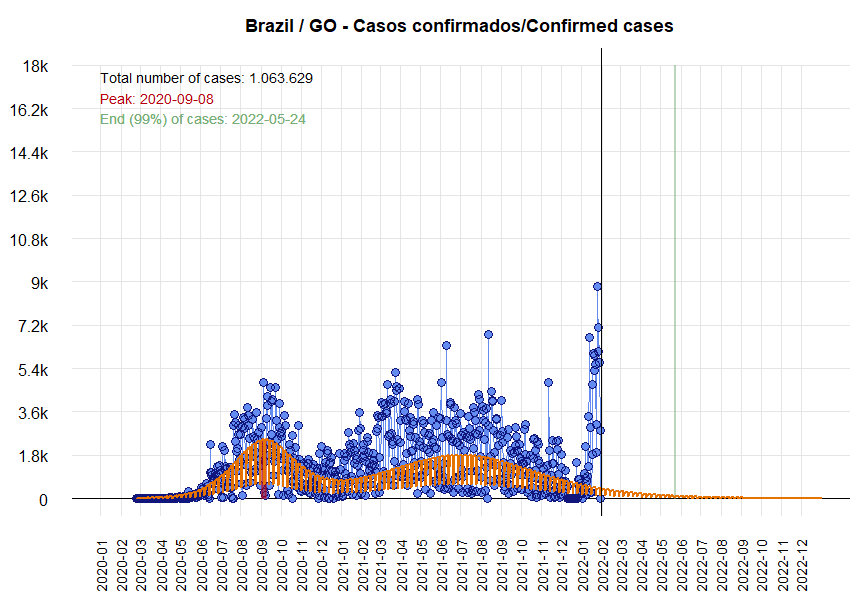 Brazil / GO - Casos confirmados/Confirmed cases
18k
Total number of cases: 1.063.629
Peak: 2020-09-08
16.2k
End (99%) of cases: 2022-05-24
14.4k
12.6k
10.8k
9k
7.2k
5.4k
3.6k
1.8k
0
2020-01
2020-02
2020-03
2020-04
2020-05
2020-06
2020-07
2020-08
2020-09
2020-10
2020-11
2020-12
2021-01
2021-02
2021-03
2021-04
2021-05
2021-06
2021-07
2021-08
2021-09
2021-10
2021-11
2021-12
2022-01
2022-02
2022-03
2022-04
2022-05
2022-06
2022-07
2022-08
2022-09
2022-10
2022-11
2022-12